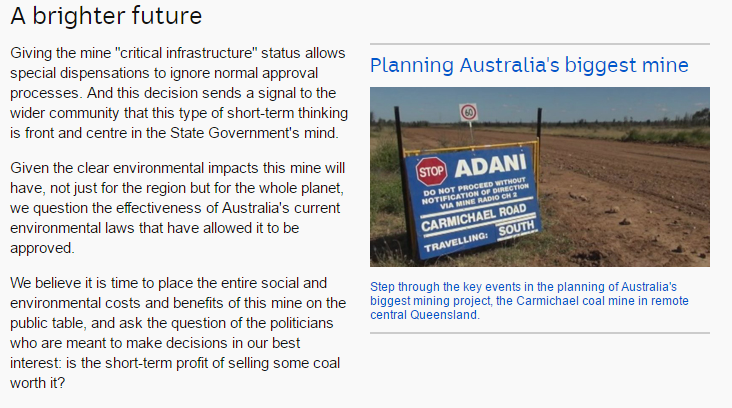 A brighter future
Giving the mine "critical infrastructure" status allows
special dispensations to ignore normal approval
processes. And this decision sends a signal to the
wider community that this type of short-term thinking
is front and centre in the State Government's mind.
Given the clear environmental impacts this mine will
have, not just for the region but for the whole planet,
we question the effectiveness of Australia's current
environmental laws that have allowed it to be
approved.
We believe it is time to place the entire social and
environmental costs and benefits of this mine on the
public table, and ask the question of the politicians
who are meant to make decisions in our best
interest: is the short-term profit of selling some coal
worth it?
Planning Australia's biggest mine
60
STOP
ADANI
DO NOT PROCEED WITHOUT
NOTIFICATION OF DIRECTION
VIA MINE RADIO CH 2
CARMICHAEL ROAD
TRAVELLING: SOUTH
Step through the key events in the planning of Australia's
biggest mining project, the Carmichael coal mine in remote
central Queensland.